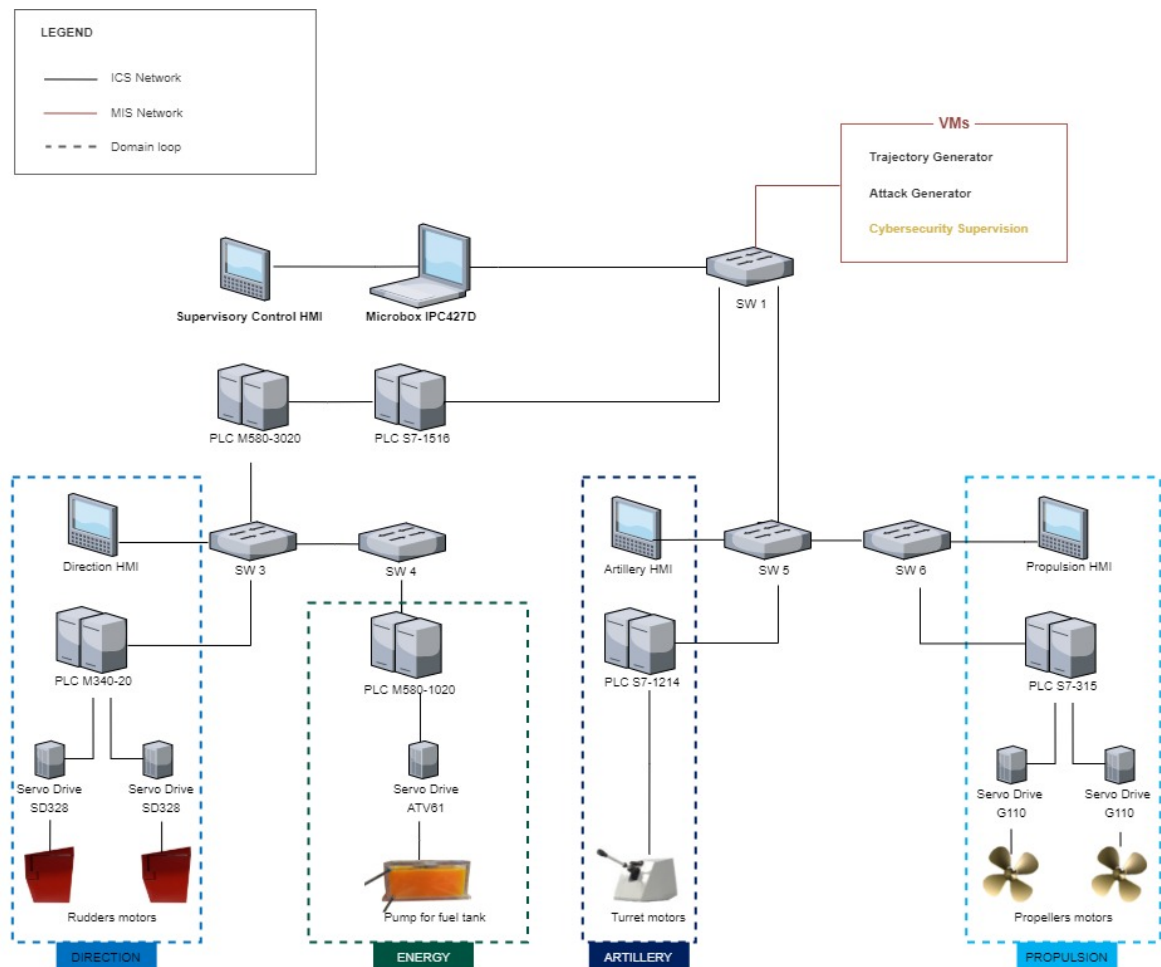 LEGEND
ICS Network
MIS Network
Domain loop
VMs
Trajectory Generator
Attack Generator
Cybersecurity Supervision
SW 1
Supervisory Control HMI
Microbox IPC427D
PLC M580-3020
PLC S7-1516
Direction HMI
SW 3
SW 4
Artillery HMI
SW 5
SW 6
Propulsion HMI
PLC M340-20
PLC M580-1020
PLC S7-1214
PLC S7-315
Servo Drive
SD328
Servo Drive
SD328
Servo Drive
ATV61
Servo Drive
G110
Servo Drive
G110
Rudders motors
Pump for fuel tank
Turret motors
Propellers motors
DIRECTION
ENERGY
ARTILLERY
PROPULSION